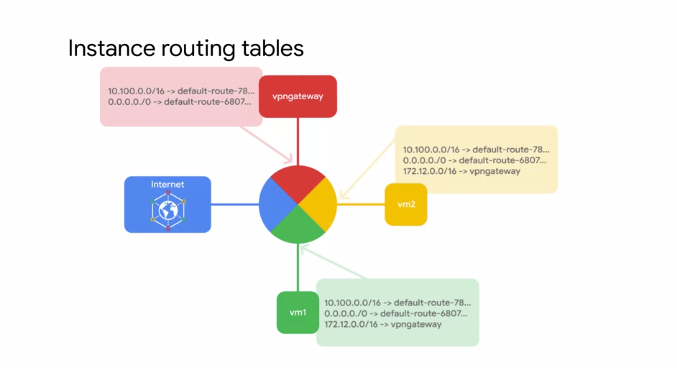 Instance routing tables
10.100.0.0/16 -> default-route-78...
0.0.0.0./0 -> default-route-6807...
vpngateway
10.100.0.0/16 -> default-route-78...
0.0.0.0./0 -> default-route-6807...
172.12.0.0/16 -> vpngateway
Internet
vm2
vm1
10.100.0.0/16 -> default-route-78...
0.0.0.0./0 -> default-route-6807...
172.12.0.0/16 -> vpngateway